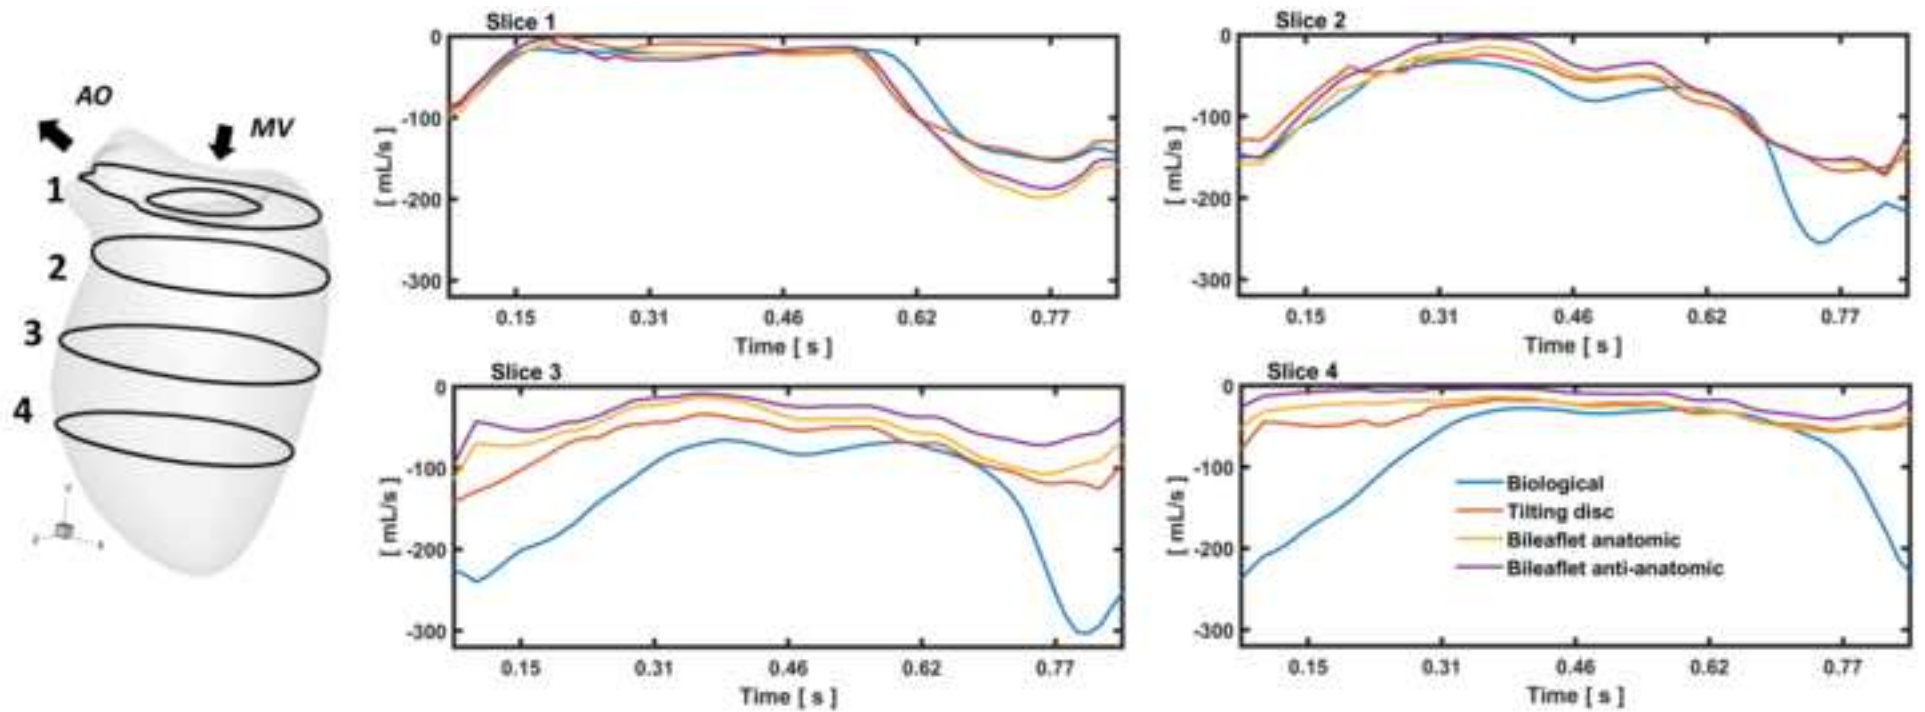 AO
MV
1
2
3
4
Slice 1
0
-100
-200
-300
[ mL/s ]
0.15 0.31 0.46 0.62 0.77
Time [ s ]
Slice 2
0
-100
-200
-300
[ mL/s ]
0.15 0.31 0.46 0.62 0.77
Time [ s ]
Slice 3
0
-100
-200
-300
[ mL/s ]
0.15 0.31 0.46 0.62 0.77
Time [ s ]
Slice 4
0
-100
-200
-300
[ mL/s ]
Biological
Tilting disc
Bileaflet anatomic
Bileaflet anti-anatomic
0.15 0.31 0.46 0.62 0.77
Time [ s ]